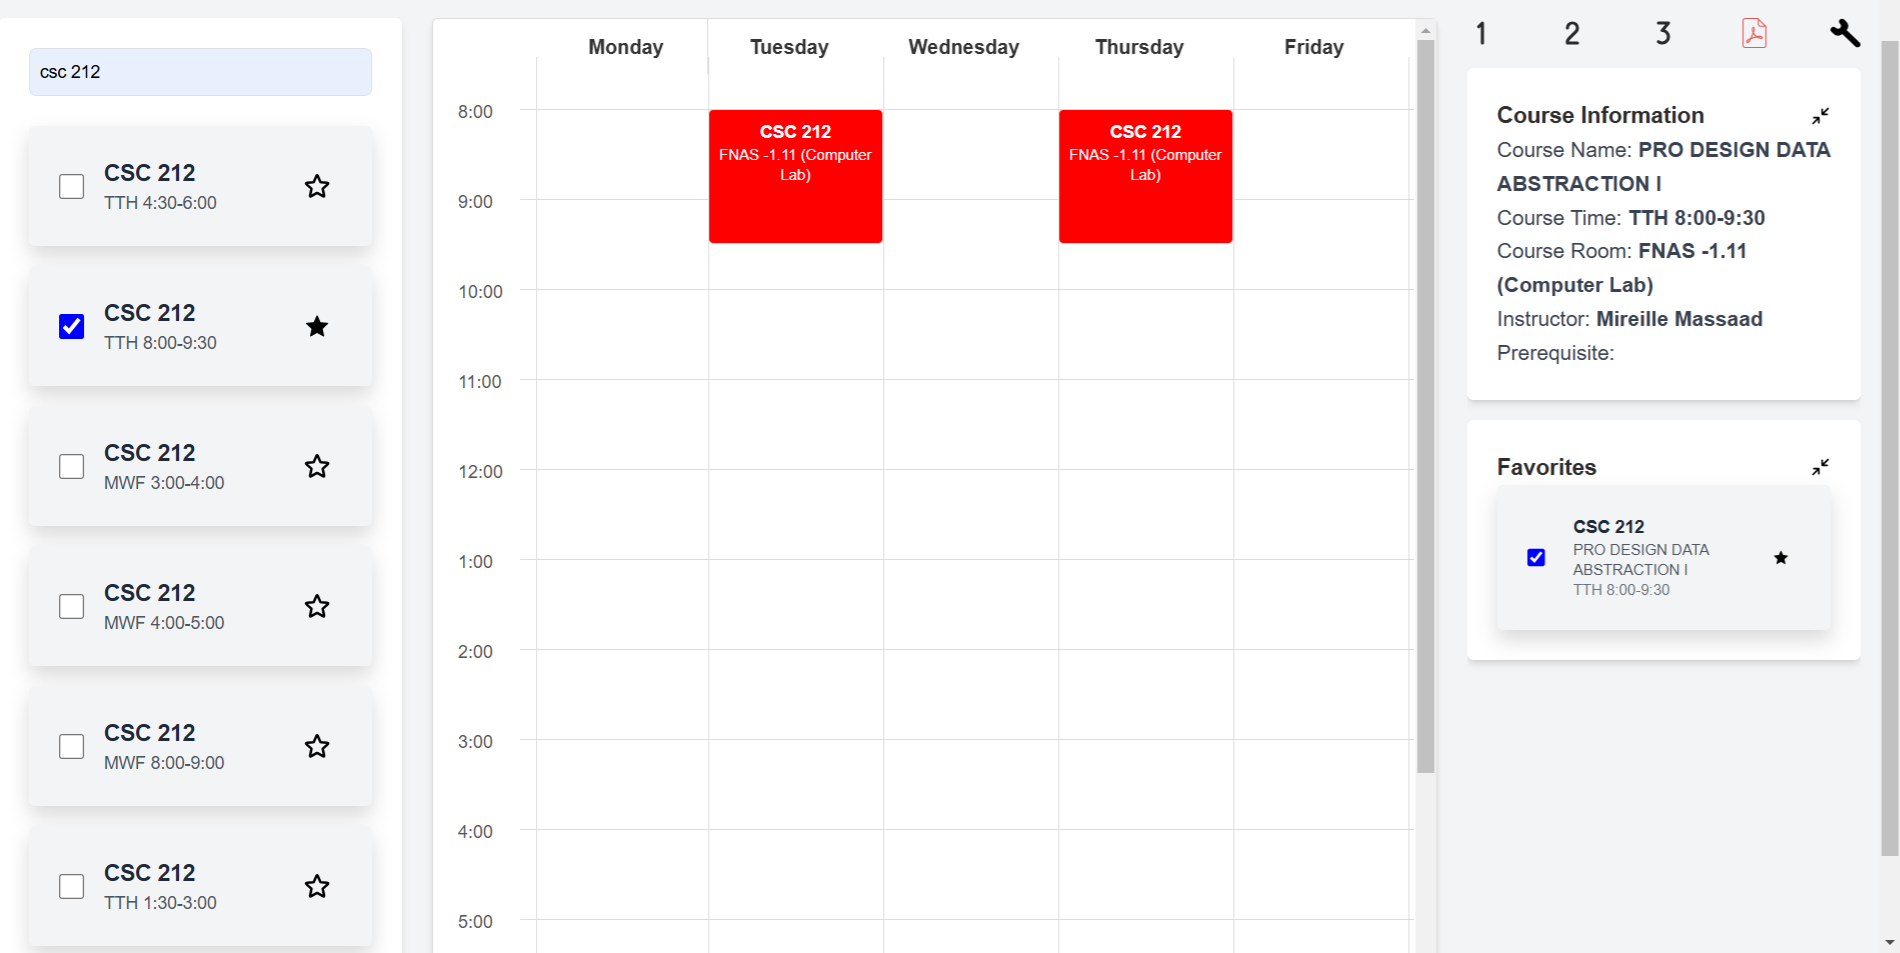 csc 212
CSC 212
TTH 4:30-6:00
CSC 212
TTH 8:00-9:30
CSC 212
MWF 3:00-4:00
CSC 212
MWF 4:00-5:00
CSC 212
MWF 8:00-9:00
CSC 212
TTH 1:30-3:00
Monday Tuesday Wednesday Thursday Friday
8:00
9:00
10:00
11:00
12:00
1:00
2:00
3:00
4:00
5:00
CSC 212
FNAS -1.11 (Computer
Lab)
CSC 212
FNAS -1.11 (Computer
Lab)
1 2 3
Course Information
Course Name: PRO DESIGN DATA
ABSTRACTION I
Course Time: TTH 8:00-9:30
Course Room: FNAS -1.11
(Computer Lab)
Instructor: Mireille Massaad
Prerequisite:
Favorites
CSC 212
PRO DESIGN DATA
ABSTRACTION I
TTH 8:00-9:30